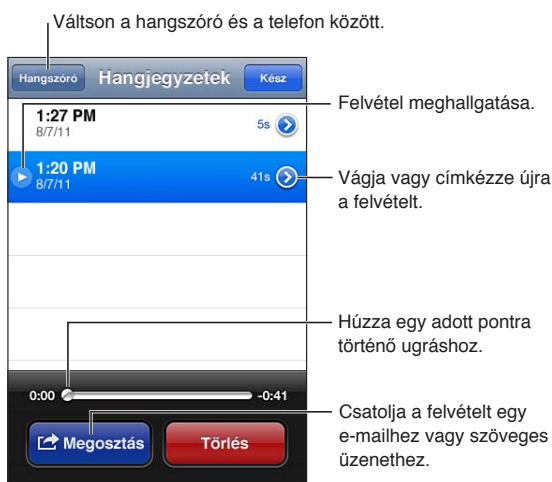 Váltson a hangszóró és a telefon között.
Hangszóró Hangjegyzetek Kész
1:27 PM
8/7/11
5s
Felvétel meghallgatása.
1:20 PM
8/7/11
41s
Vágja vagy címkézze újra
a felvételt.
Húzza egy adott pontra
történő ugráshoz.
0:00 -0:41
Csatolja a felvételt egy
e-mailhez vagy szöveges
üzenethez.
Megosztás Törlés